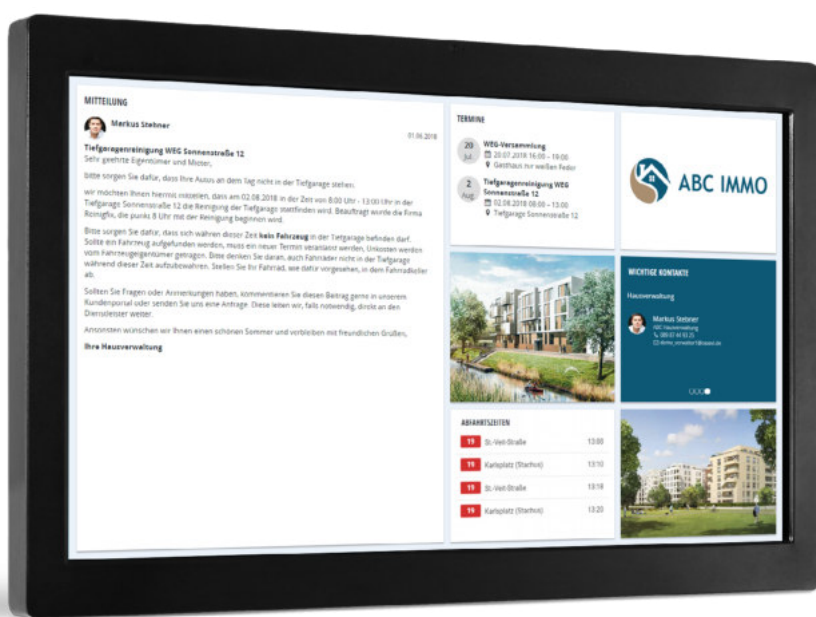 MITTEILUNG
Markus Stehner
01.06.2018
Tiefgaragenreinigung WEG Sonnenstraße 12
Sehr geehrte Eigentümer und Mieter,
bitte sorgen Sie dafür, dass Ihre Autos an dem Tag nicht in der Tiefgarage stehen.
wir möchten Ihnen hiermit mitteilen, dass am 02.08.2018 in der Zeit von 8:00 Uhr - 13:00 Uhr in der
Tiefgarage Sonnenstraße 12 die Reinigung der Tiefgarage stattfinden wird. Beauftragt wurde die Firma
Reinigfix, die punkt 8 Uhr mit der Reinigung beginnen wird.
Bitte sorgen Sie dafür, dass sich währen dieser Zeit kein Fahrzeug in der Tiefgarage befinden darf.
Sollte ein Fahrzeug aufgefunden werden, muss ein neuer Termin veranlasst werden, Unkosten werden
vom Fahrzeugeigentümer getragen. Bitte denken Sie daran, auch Fahrräder nicht in der Tiefgarage
während dieser Zeit aufzubewahren. Stellen Sie Ihr Fahrrad, wie dafür vorgesehen, in dem Fahrradkeller
ab.
Sollten Sie Fragen oder Anmerkungen haben, kommentieren Sie diesen Beitrag gerne in unserem
Kundenportal oder senden Sie uns eine Anfrage. Diese leiten wir, falls notwendig, direkt an den
Dienstleister weiter.
Ansonsten wünschen wir Ihnen einen schönen Sommer und verbleiben mit freundlichen Grüßen,
Ihre Hausverwaltung
TERMINE
20 Jul. WEG-Versammlung
20.07.2018 16:00 - 19:00
Gasthaus zur weißen Feder
2 Aug. Tiefgaragenreinigung WEG
Sonnenstraße 12
02.08.2018 08:00 - 13:00
Tiefgarage Sonnenstraße 12
ABC IMMO
WICHTIGE KONTAKTE
Hausverwaltung
Markus Stebner
ABC Hausverwaltung
ABFAHRTSZEITEN
19 St.-Veit-Straße 13:00
19 Karlsplatz (Stachus) 13:10
19 St.-Veit-Straße 13:18
19 Karlsplatz (Stachus) 13:20